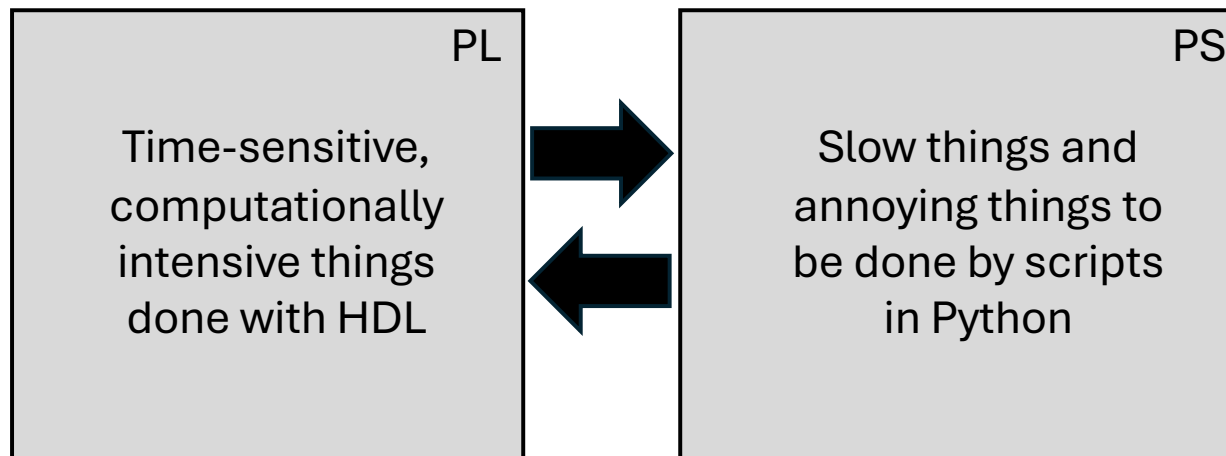 PL
Time-sensitive,
computationally
intensive things
done with HDL
PS
Slow things and
annoying things to
be done by scripts
in Python